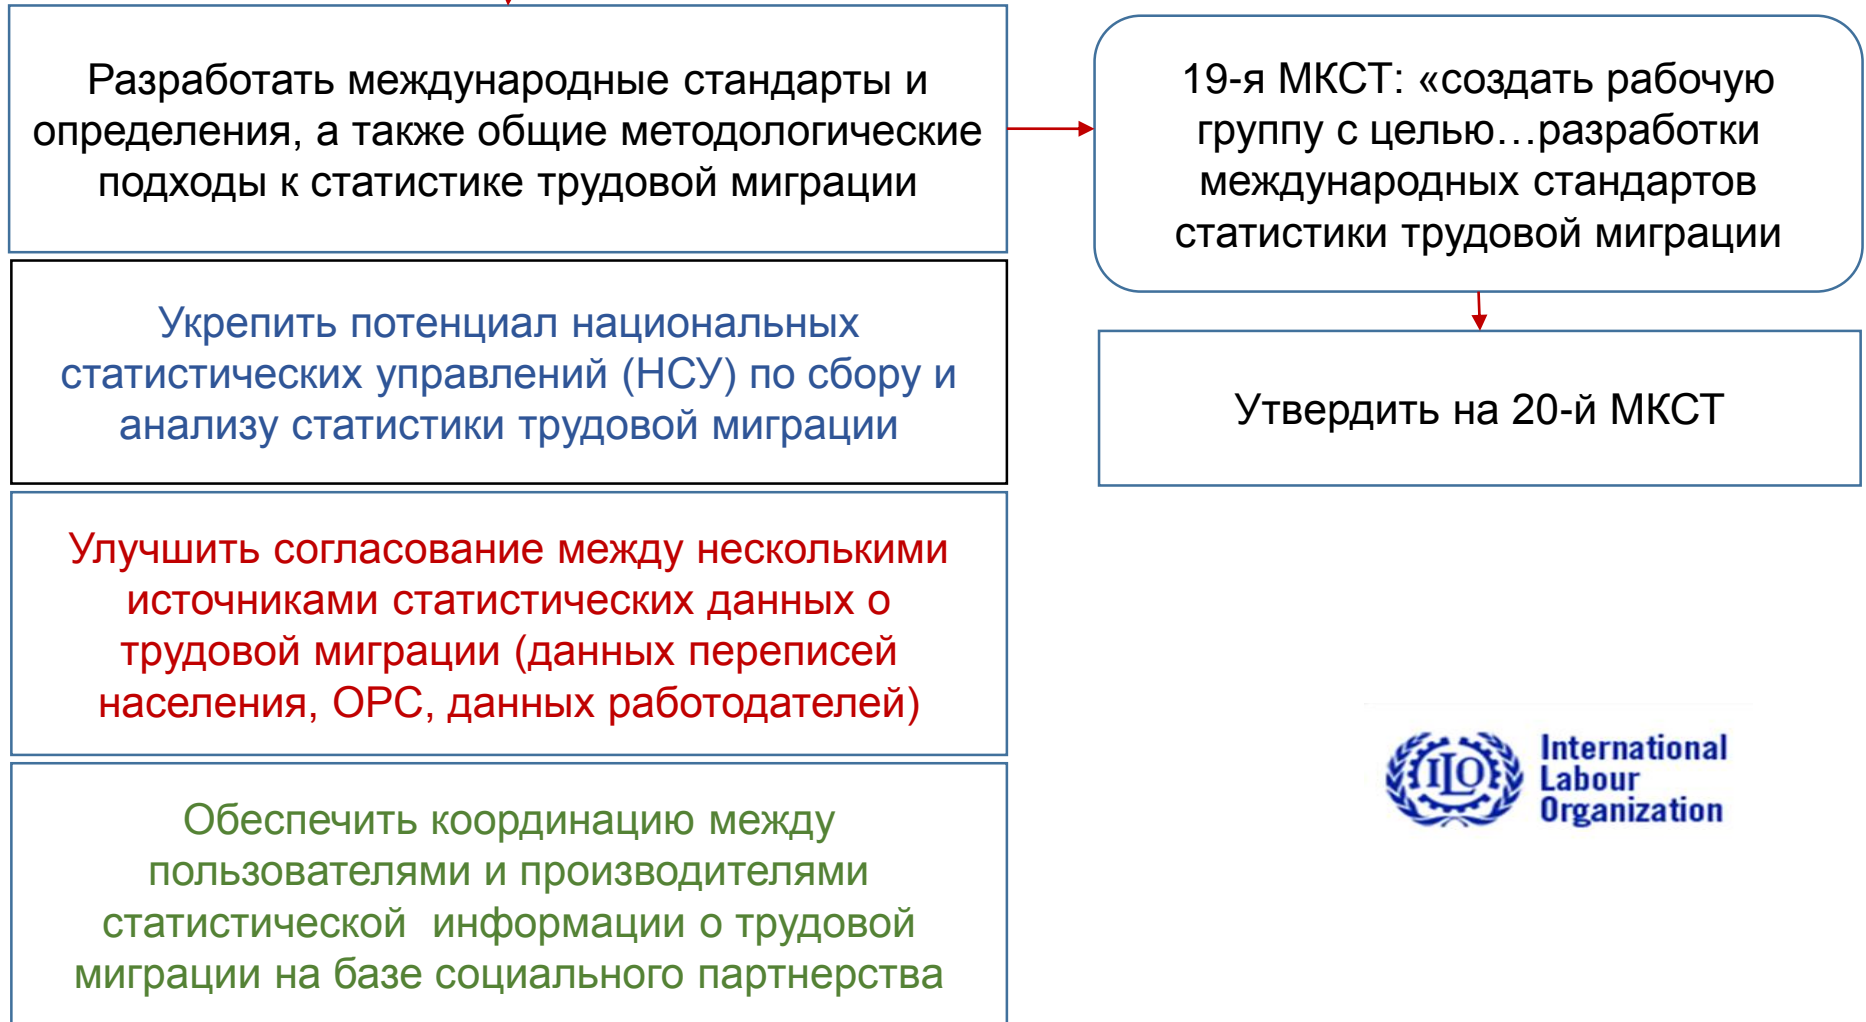 Разработать международные стандарты и
определения, а также общие методологические
подходы к статистике трудовой миграции
19-я МКСТ: «создать рабочую
группу с целью…разработки
международных стандартов
статистики трудовой миграции
Укрепить потенциал национальных
статистических управлений (НСУ) по сбору и
анализу статистики трудовой миграции
Утвердить на 20-й МКСТ
Улучшить согласование между несколькими
источниками статистических данных о
трудовой миграции (данных переписей
населения, ОРС, данных работодателей)
Обеспечить координацию между
пользователями и производителями
статистической  информации о трудовой
миграции на базе социального партнерства
ILO
International
Labour
Organization